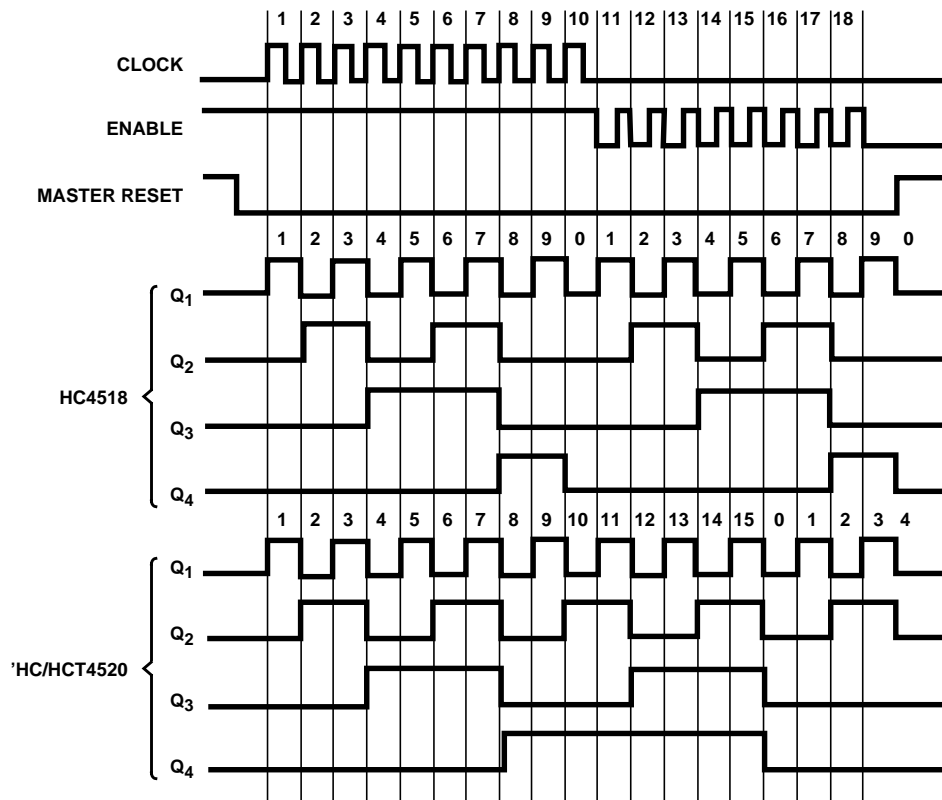 1 2 3 4 5 6 7 8 9 10 11 12 13 14 15 16 17 18
CLOCK
ENABLE
MASTER RESET
1 2 3 4 5 6 7 8 9 0 1 2 3 4 5 6 7 8 9 0
Q1
Q2
HC4518
Q3
Q4
1 2 3 4 5 6 7 8 9 10 11 12 13 14 15 0 1 2 3 4
Q1
Q2
’HC/HCT4520
Q3
Q4